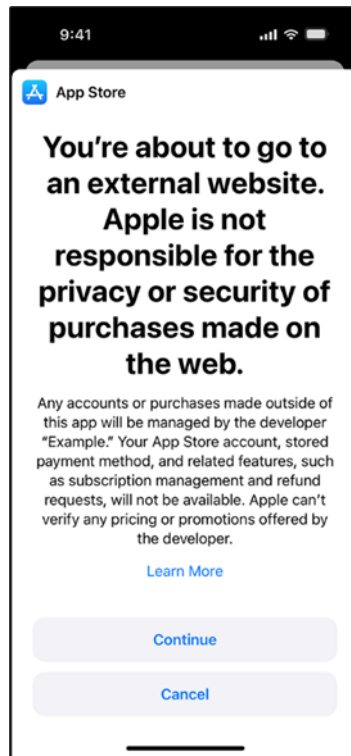 9:41
App Store
You’re about to go to
an external website.
Apple is not
responsible for the
privacy or security of
purchases made on
the web.
Any accounts or purchases made outside of
this app will be managed by the developer
“Example.” Your App Store account, stored
payment method, and related features, such
as subscription management and refund
requests, will not be available. Apple can’t
verify any pricing or promotions offered by
the developer.
Learn More
Continue
Cancel